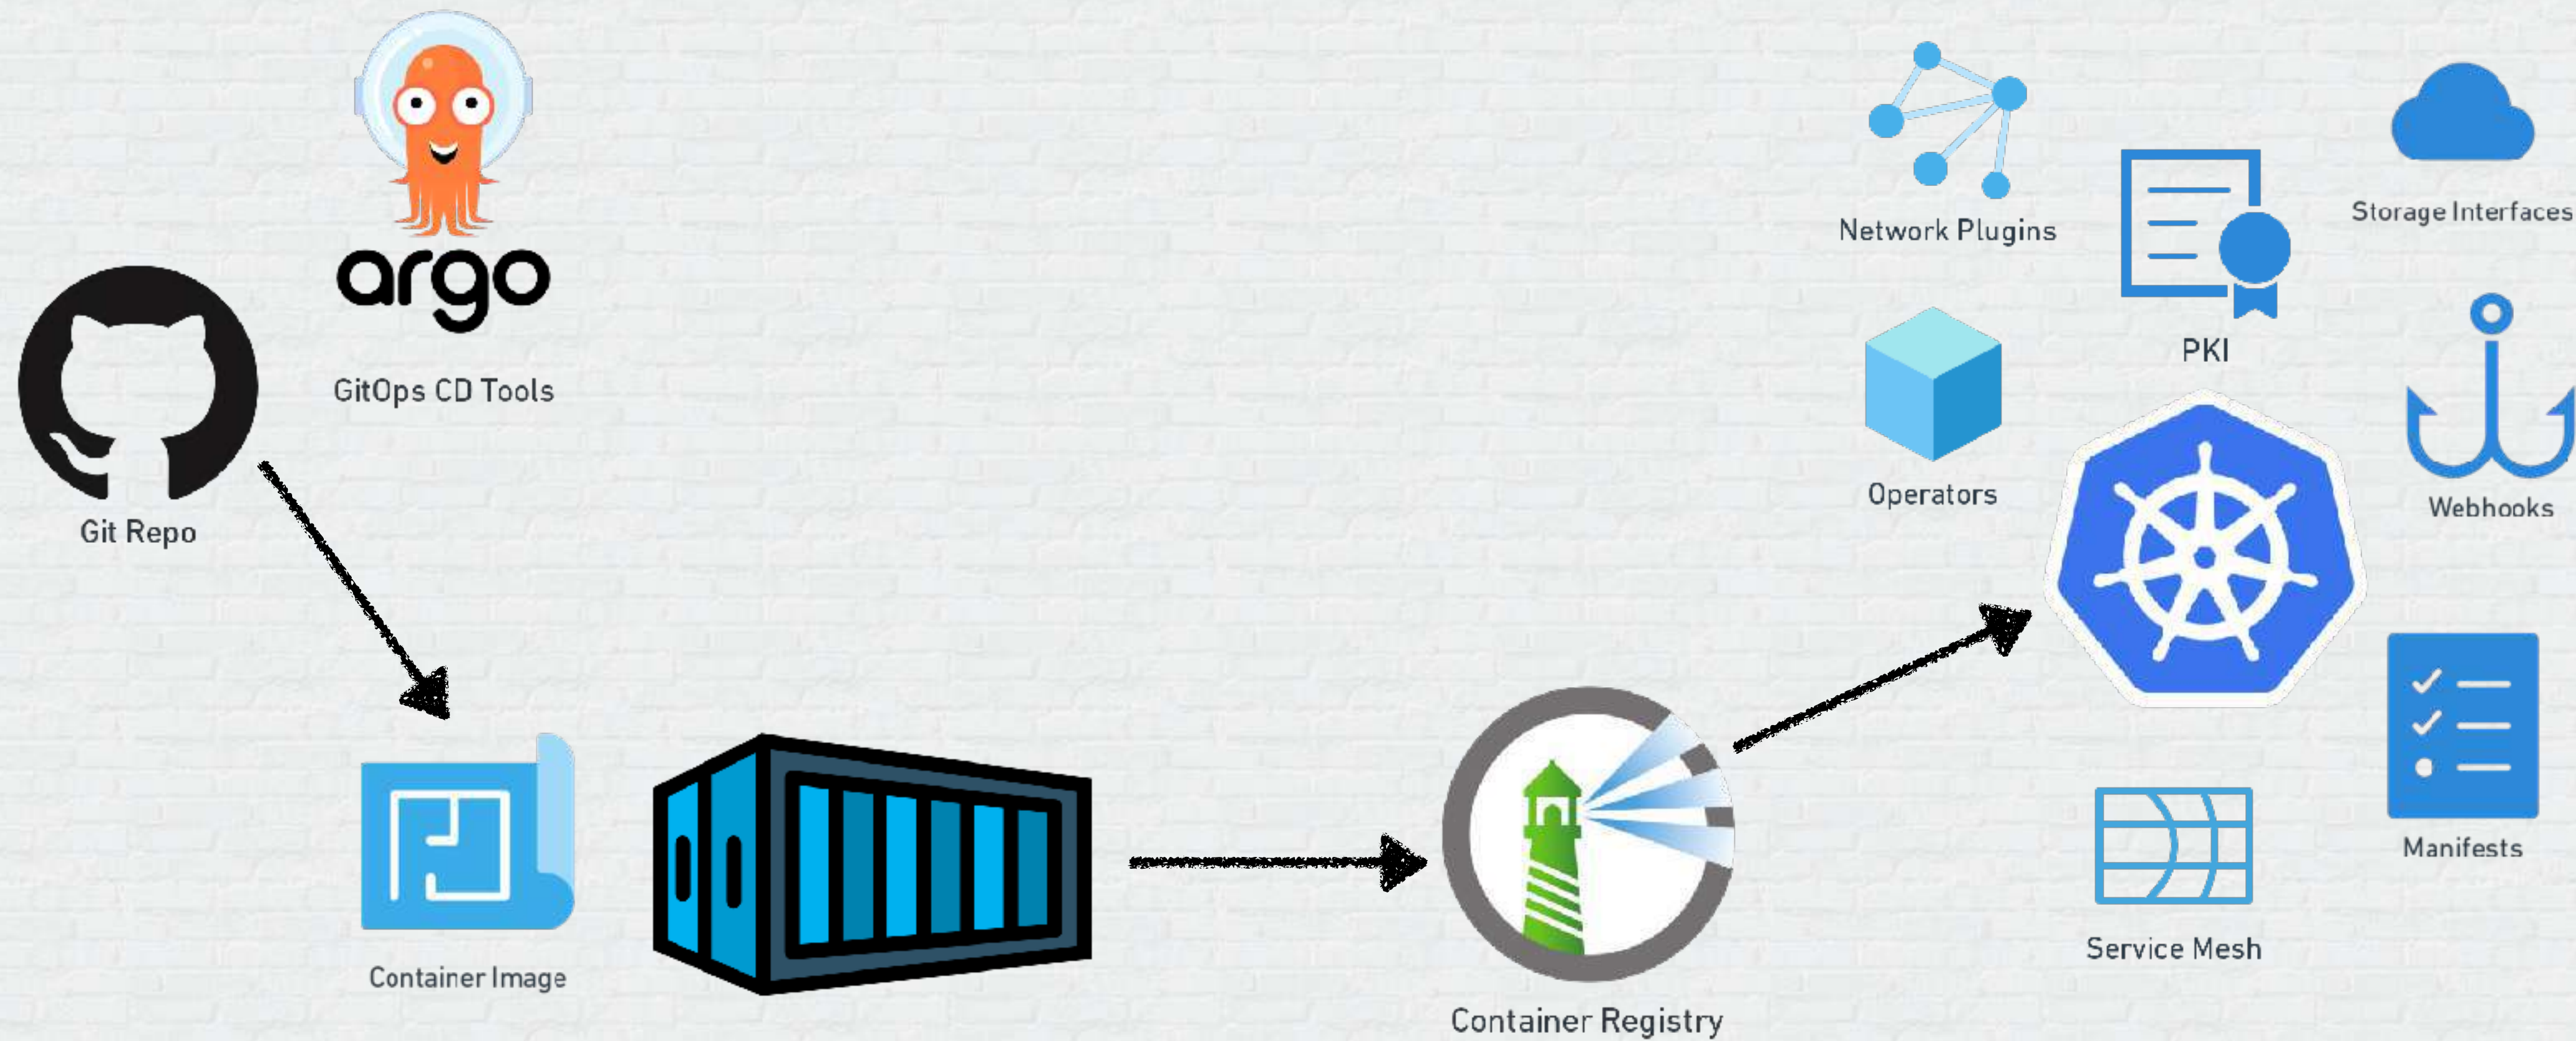 argo
GitOps CD Tools
Git Repo
Container Image
Container Registry
Network Plugins
PKI
Storage Interfaces
Operators
Webhooks
Manifests
Service Mesh